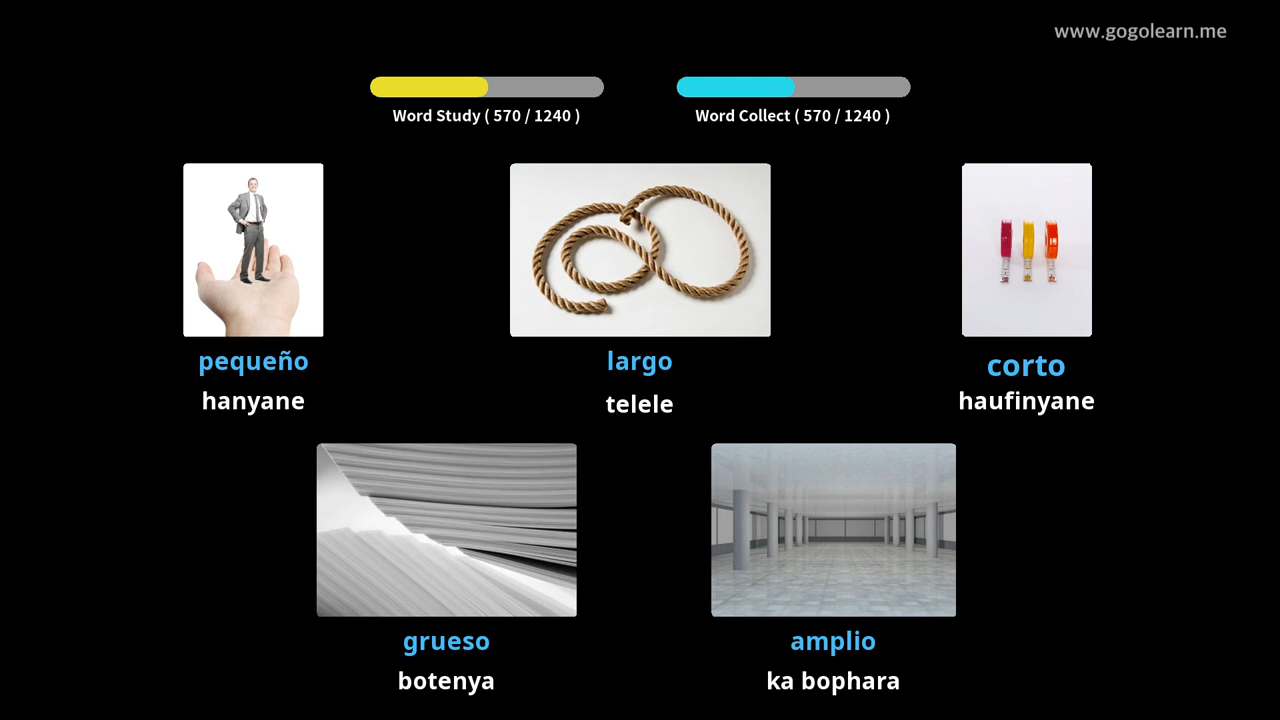 www.gogolearn.me
Word Study ( 570 / 1240 )
Word Collect ( 570 / 1240 )
pequeño
hanyane
largo
telele
corto
haufinyane
grueso
botenya
amplio
ka bophara